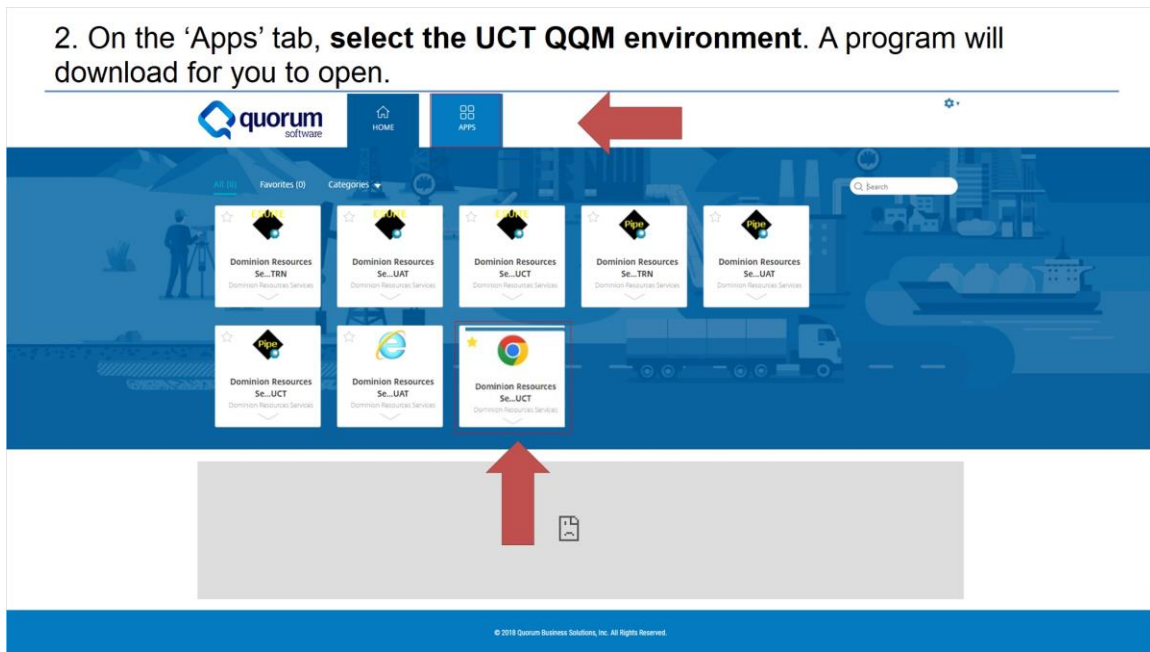 2. On the ‘Apps’ tab, select the UCT QQM environment. A program will
download for you to open.
quorum
software
HOME
APPS
All (8)
Favorites (0)
Categories
Search
ESUITE
Dominion Resources
Se...TRN
Dominion Resources Services
ESUITE
Dominion Resources
Se...UAT
Dominion Resources Services
ESUITE
Dominion Resources
Se...UCT
Dominion Resources Services
Pipe
Dominion Resources
Se...TRN
Dominion Resources Services
Pipe
Dominion Resources
Se...UAT
Dominion Resources Services
Pipe
Dominion Resources
Se...UCT
Dominion Resources Services
Dominion Resources
Se...UAT
Dominion Resources Services
Dominion Resources
Se...UCT
Dominion Resources Services
© 2018 Quorum Business Solutions, Inc. All Rights Reserved.